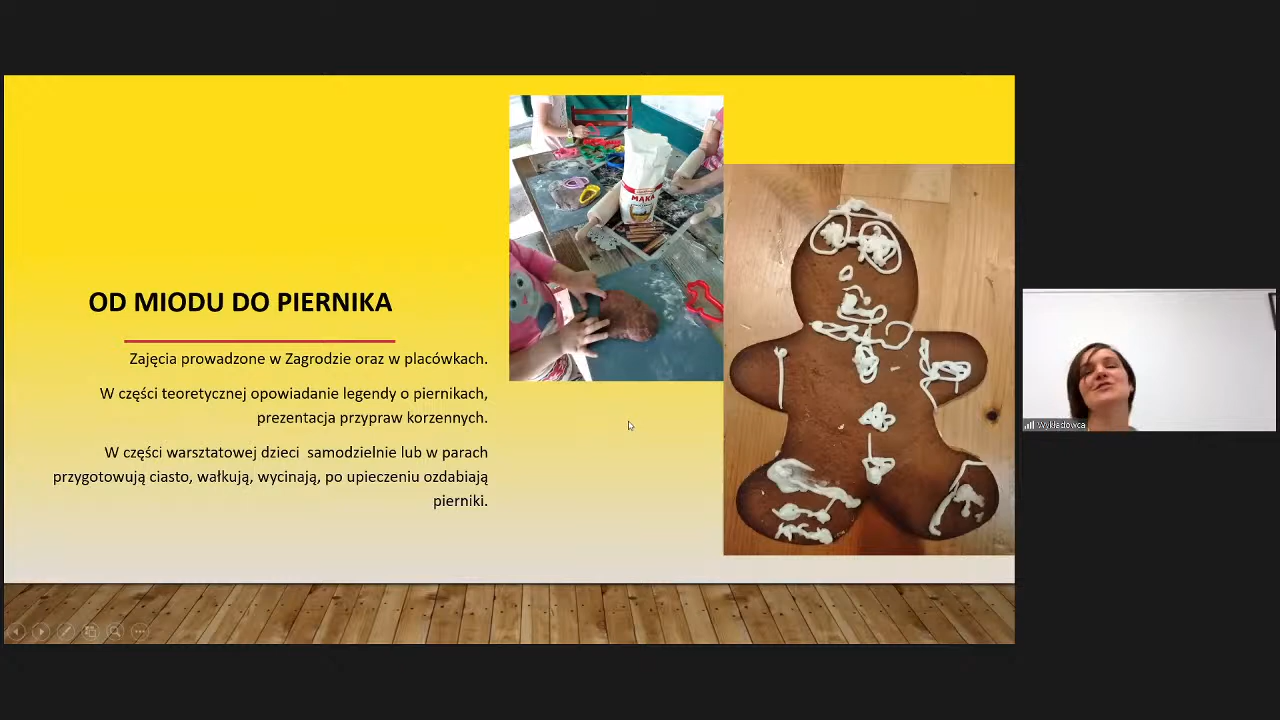 OD MIODU DO PIERNIKA
Zajęcia prowadzone w Zagrodzie oraz w placówkach.
W części teoretycznej opowiadanie legendy o piernikach,
prezentacja przypraw korzennych.
W części warsztatowej dzieci  samodzielnie lub w parach
przygotowują ciasto, wałkują, wycinają, po upieczeniu ozdabiają
pierniki.
MĄKA
Wykładowca